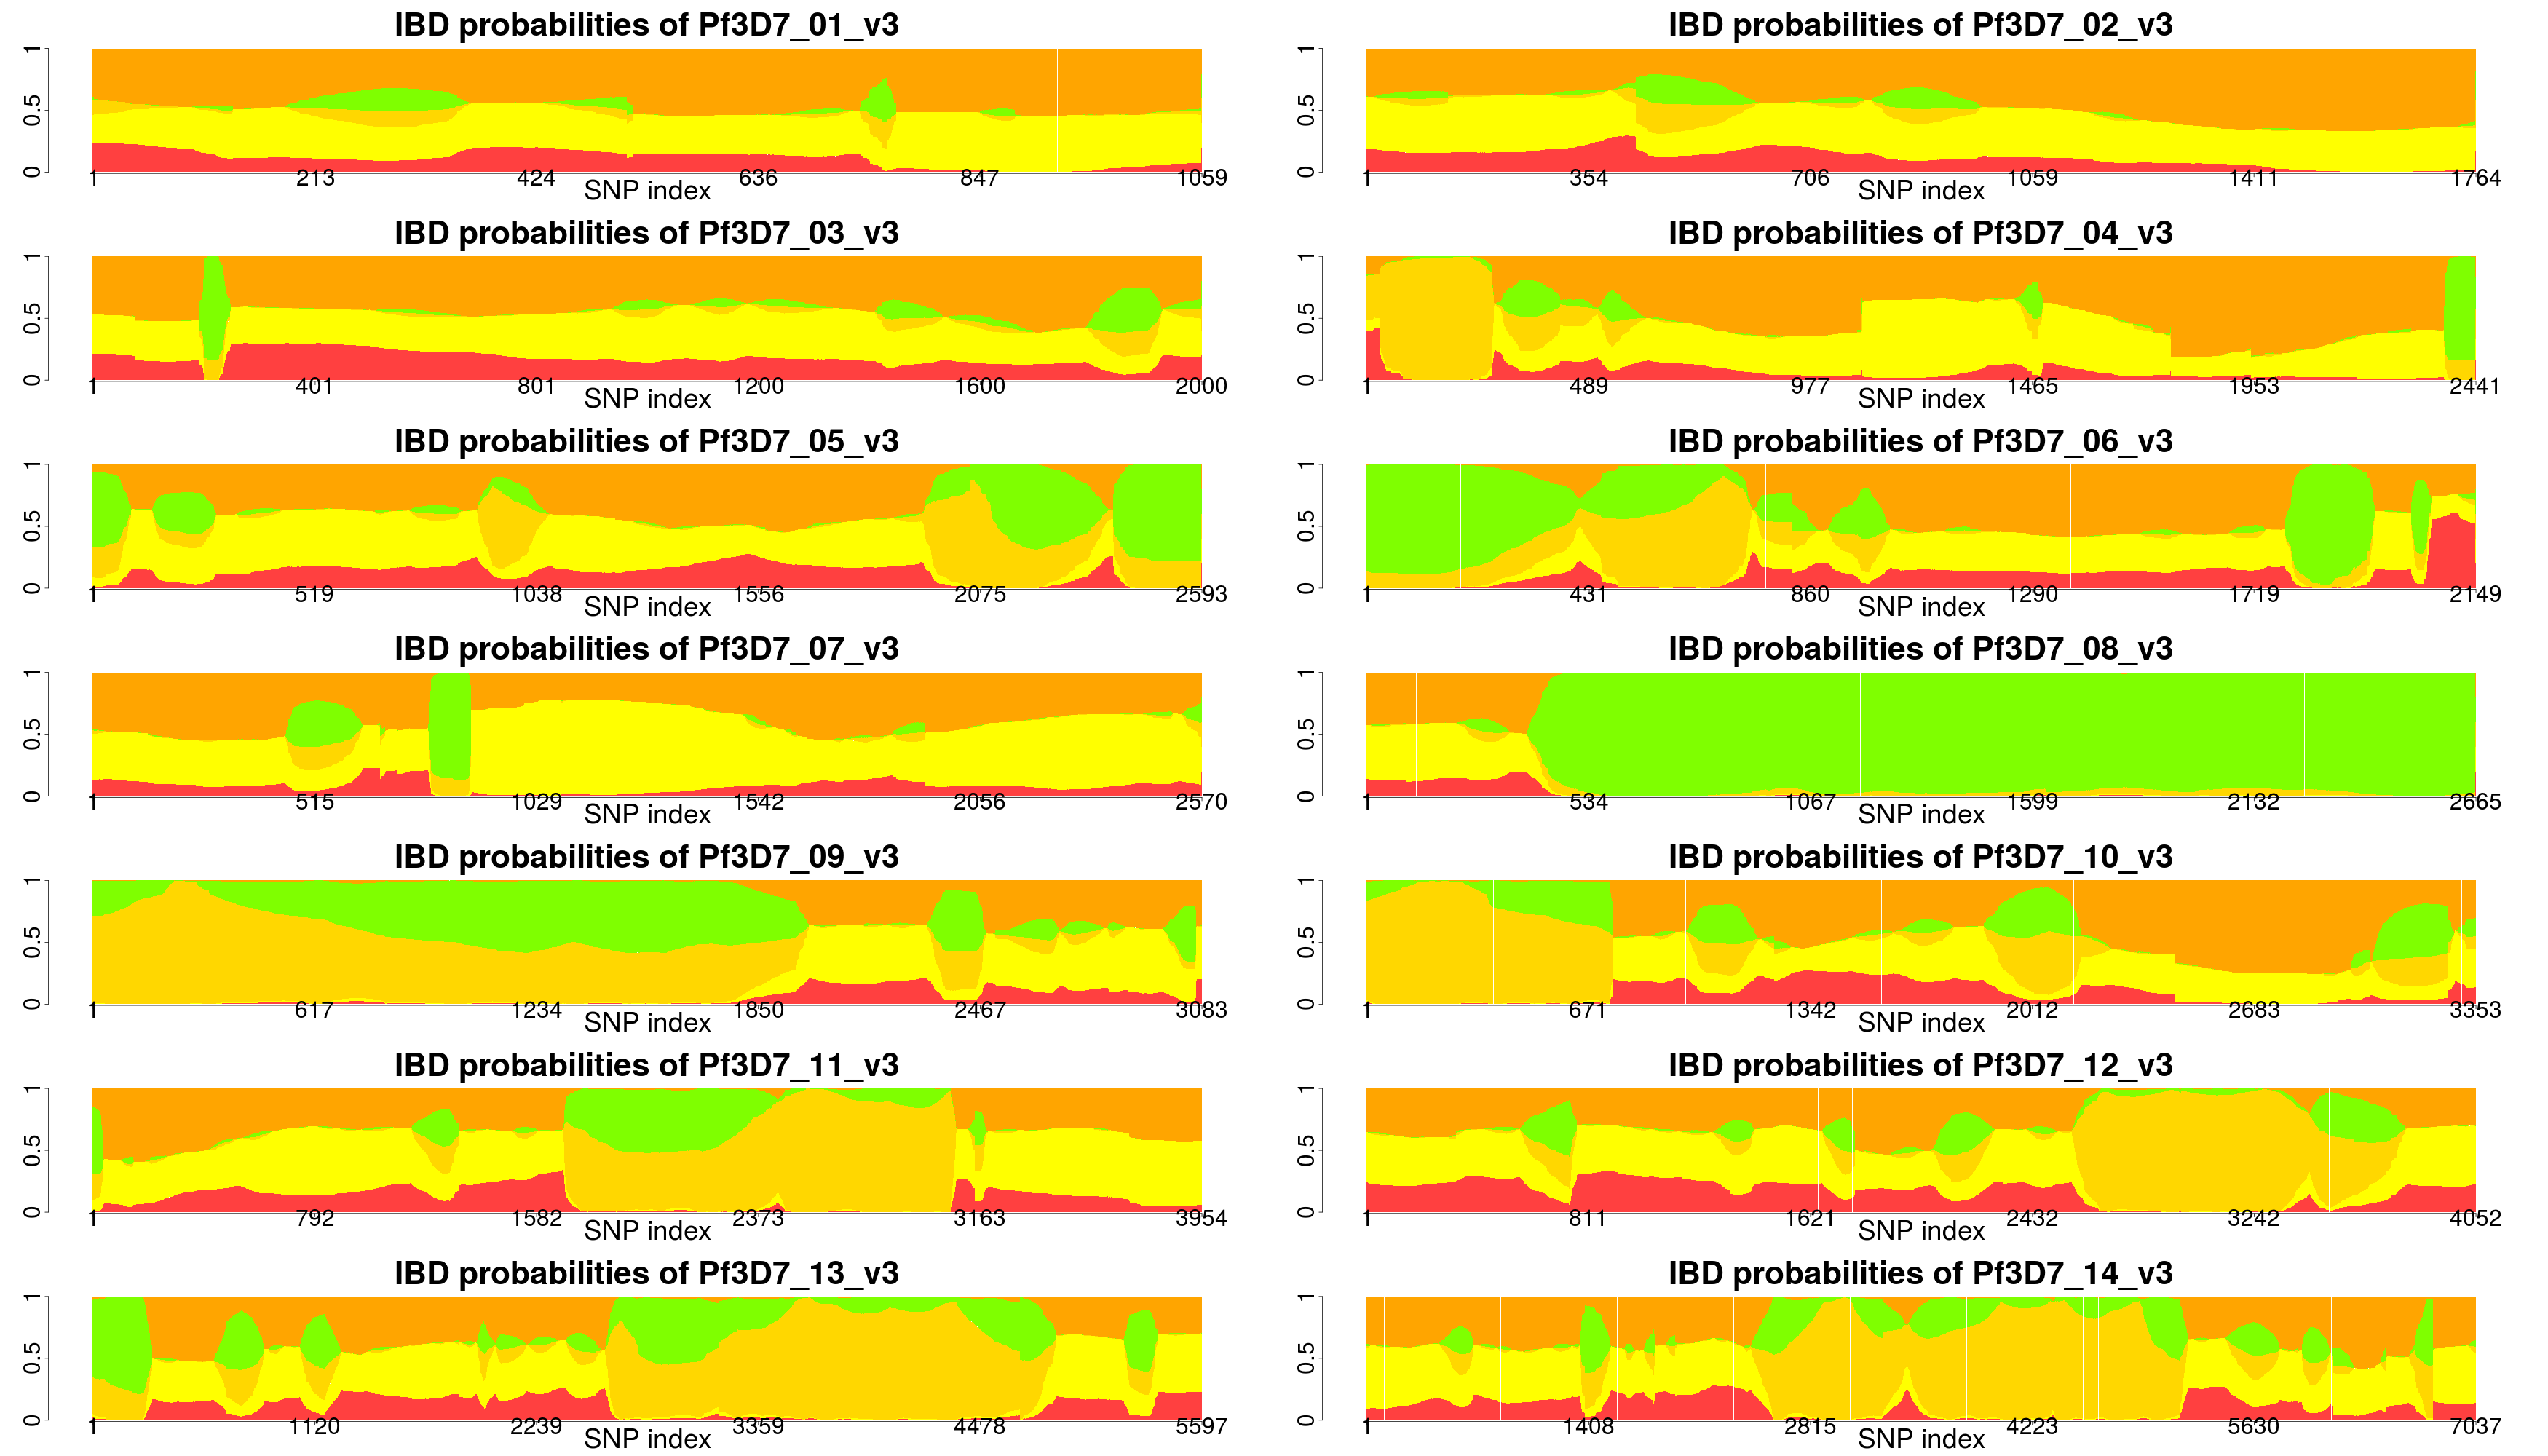 IBD probabilities of Pf3D7_01_v3
0 0.5 1
1 213 424 636 847 1059
SNP index
IBD probabilities of Pf3D7_02_v3
0 0.5 1
1 354 706 1059 1411 1764
SNP index
IBD probabilities of Pf3D7_03_v3
0 0.5 1
1 401 801 1200 1600 2000
SNP index
IBD probabilities of Pf3D7_04_v3
0 0.5 1
1 489 977 1465 1953 2441
SNP index
IBD probabilities of Pf3D7_05_v3
0 0.5 1
1 519 1038 1556 2075 2593
SNP index
IBD probabilities of Pf3D7_06_v3
0 0.5 1
1 431 860 1290 1719 2149
SNP index
IBD probabilities of Pf3D7_07_v3
0 0.5 1
1 515 1029 1542 2056 2570
SNP index
IBD probabilities of Pf3D7_08_v3
0 0.5 1
1 534 1067 1599 2132 2665
SNP index
IBD probabilities of Pf3D7_09_v3
0 0.5 1
1 617 1234 1850 2467 3083
SNP index
IBD probabilities of Pf3D7_10_v3
0 0.5 1
1 671 1342 2012 2683 3353
SNP index
IBD probabilities of Pf3D7_11_v3
0 0.5 1
1 792 1582 2373 3163 3954
SNP index
IBD probabilities of Pf3D7_12_v3
0 0.5 1
1 811 1621 2432 3242 4052
SNP index
IBD probabilities of Pf3D7_13_v3
0 0.5 1
1 1120 2239 3359 4478 5597
SNP index
IBD probabilities of Pf3D7_14_v3
0 0.5 1
1 1408 2815 4223 5630 7037
SNP index